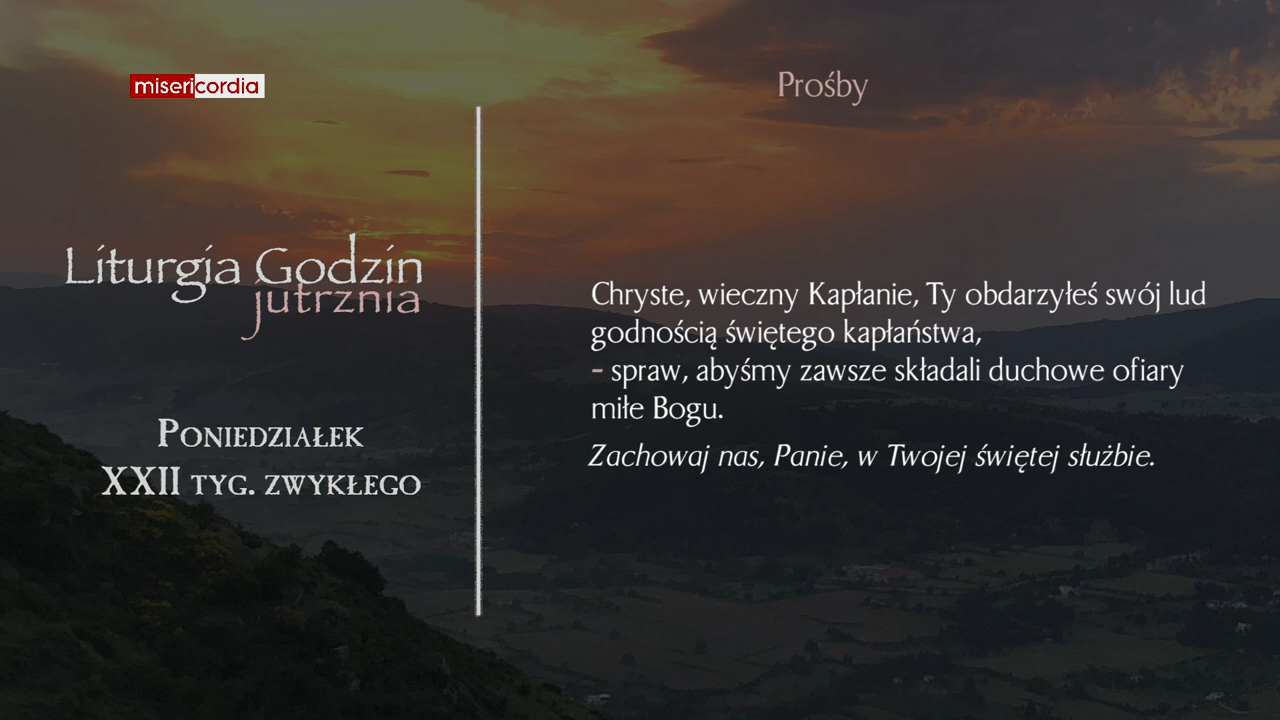 misericordia
Liturgia Godzin
jutrznia
Poniedziałek
XXII tyg. zwykłego
Prośby
Chryste, wieczny Kapłanie, Ty obdarzyłeś swój lud
godnością świętego kapłaństwa,
- spraw, abyśmy zawsze składali duchowe ofiary
miłe Bogu.
Zachowaj nas, Panie, w Twojej świętej służbie.